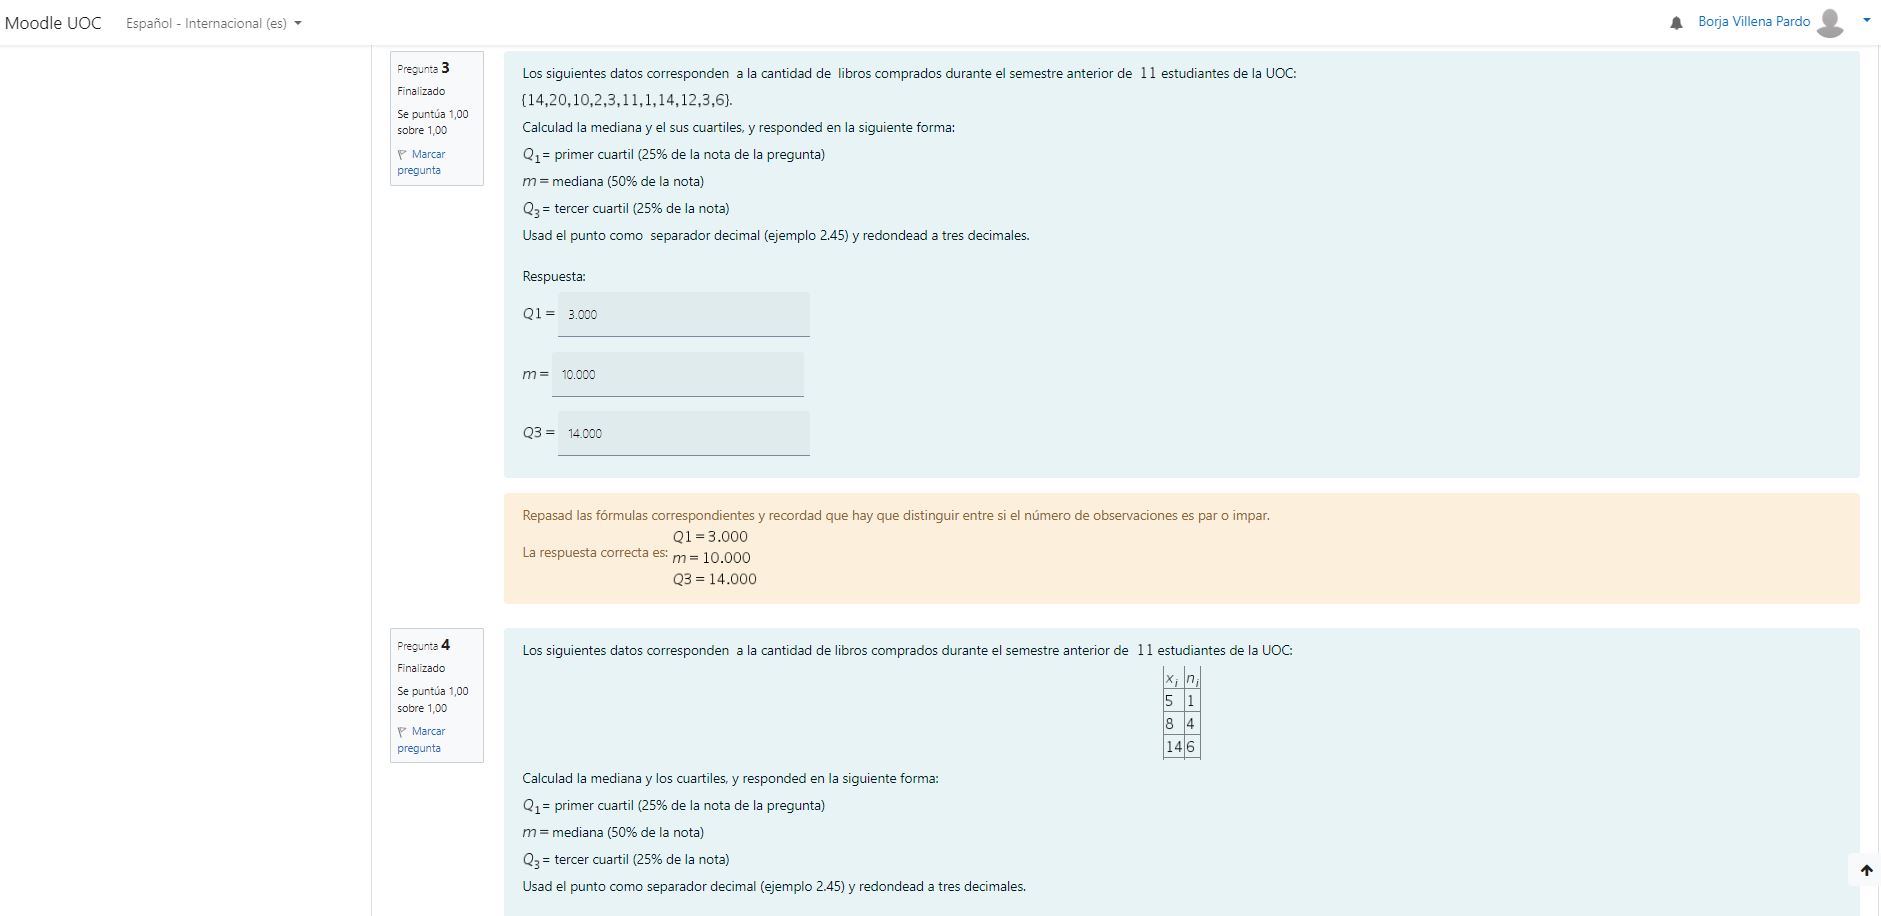 Moodle UOC Español - Internacional (es) Borja Villena Pardo
Pregunta 3
Finalizado
Se puntúa 1,00
sobre 1,00
Marcar
pregunta
Los siguientes datos corresponden a la cantidad de libros comprados durante el semestre anterior de 11 estudiantes de la UOC:
{14,20,10,2,3,11,1,14,12,3,6}.
Calculad la mediana y el sus cuartiles, y responded en la siguiente forma:
Q1= primer cuartil (25% de la nota de la pregunta)
m = mediana (50% de la nota)
Q3= tercer cuartil (25% de la nota)
Usad el punto como separador decimal (ejemplo 2.45) y redondead a tres decimales.
Respuesta:
Q1 = 3.000
m = 10.000
Q3 = 14.000
Repasad las fórmulas correspondientes y recordad que hay que distinguir entre si el número de observaciones es par o impar.
La respuesta correcta es:
Q1 = 3.000
m = 10.000
Q3 = 14.000
Pregunta 4
Finalizado
Se puntúa 1,00
sobre 1,00
Marcar
pregunta
Los siguientes datos corresponden a la cantidad de libros comprados durante el semestre anterior de 11 estudiantes de la UOC:
xi ni
5 1
8 4
14 6
Calculad la mediana y los cuartiles, y responded en la siguiente forma:
Q1= primer cuartil (25% de la nota de la pregunta)
m = mediana (50% de la nota)
Q3= tercer cuartil (25% de la nota)
Usad el punto como separador decimal (ejemplo 2.45) y redondead a tres decimales.